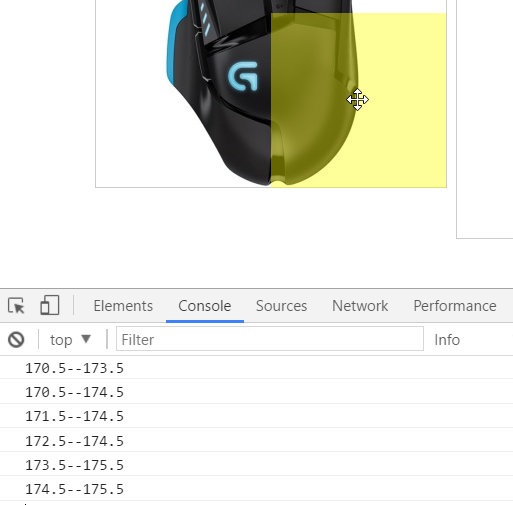 G
Elements Console Sources Network Performance
top ▼ Filter Info
170.5--173.5
170.5--174.5
171.5--174.5
172.5--174.5
173.5--175.5
174.5--175.5